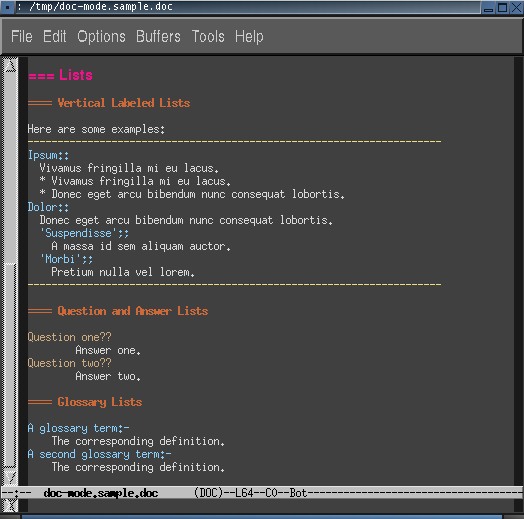 : /tmp/doc-mode.sample.doc
File Edit Options Buffers Tools Help
=== Lists
==== Vertical Labeled Lists
Here are some examples:
---------------------------------------------------------------------
Ipsum::
  Vivamus fringilla mi eu lacus.
  * Vivamus fringilla mi eu lacus.
  * Donec eget arcu bibendum nunc consequat lobortis.
Dolor::
  Donec eget arcu bibendum nunc consequat lobortis.
  'Suspendisse';;
    A massa id sem aliquam auctor.
  'Morbi';;
    Pretium nulla vel lorem.
---------------------------------------------------------------------
==== Question and Answer Lists
Question one??
        Answer one.
Question two??
        Answer two.
==== Glossary Lists
A glossary term:-
    The corresponding definition.
A second glossary term:-
    The corresponding definition.
--:--  doc-mode.sample.doc      (DOC)--L64--C0--Bot------------------------------------